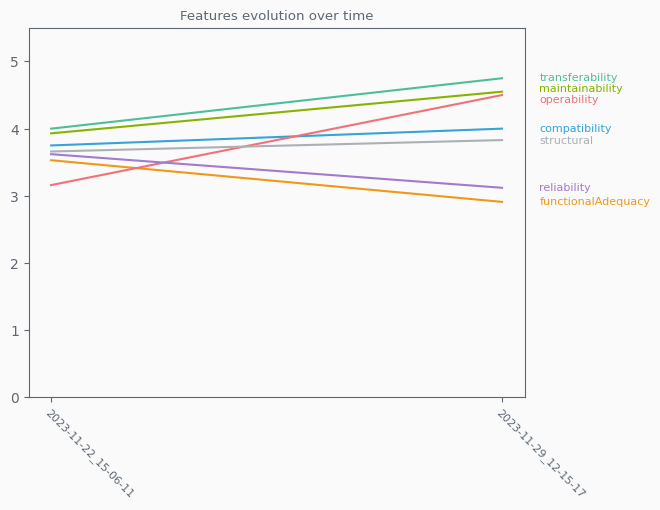 Features evolution over time
5
4
3
2
1
0
transferability
maintainability
operability
compatibility
structural
reliability
functionalAdequacy
2023-11-22_15-06-11
2023-11-29_12-15-17